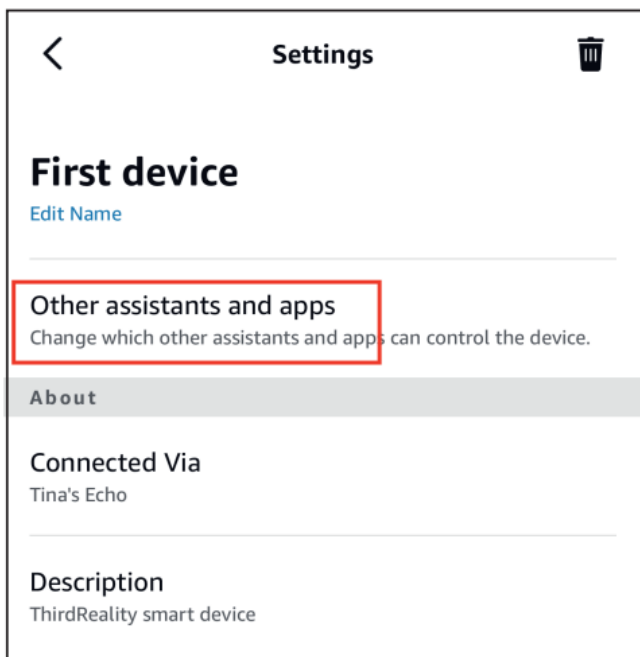 Settings
First device
Edit Name
Other assistants and apps
Change which other assistants and apps can control the device.
About
Connected Via
Tina's Echo
Description
ThirdReality smart device